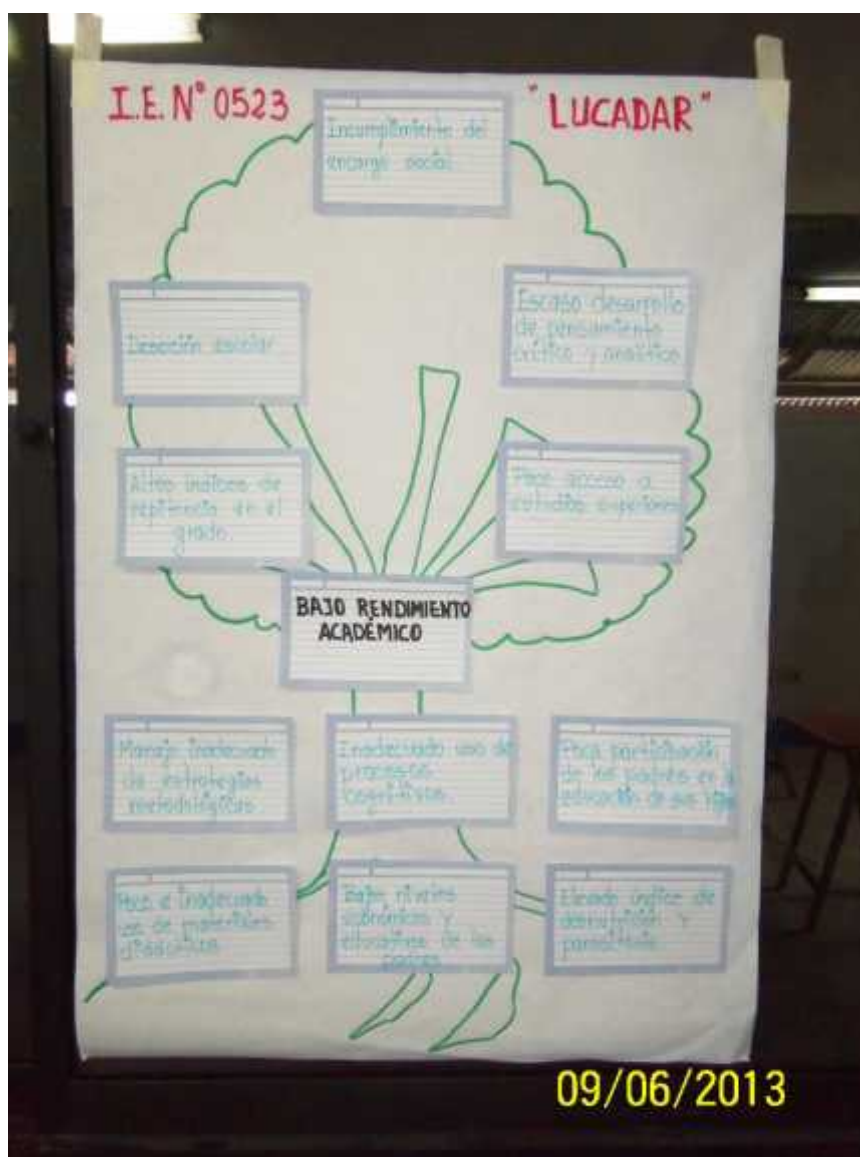 I.E. N° 0523 "LUCADAR"
Incumplimiento del
encargo social
Deseción escolar
Escaso desarrollo
de pensamiento
crítico y analítico
Altos índices de
repitencia en el
grado.
Poco acceso a
estudios superiores
BAJO RENDIMIENTO
ACADÉMICO
Manejo inadecuado
de estrategias
metodológicas
Inadecuado uso de
procesos
cognitivos.
Poca participación
de los padres en la
educación de sus hijos
Poco e inadecuado
uso de materiales
didácticos
Bajos niveles
económicos y
educativos de los
padres
Elevado índice de
desnutrición y
parasitosis
09/06/2013